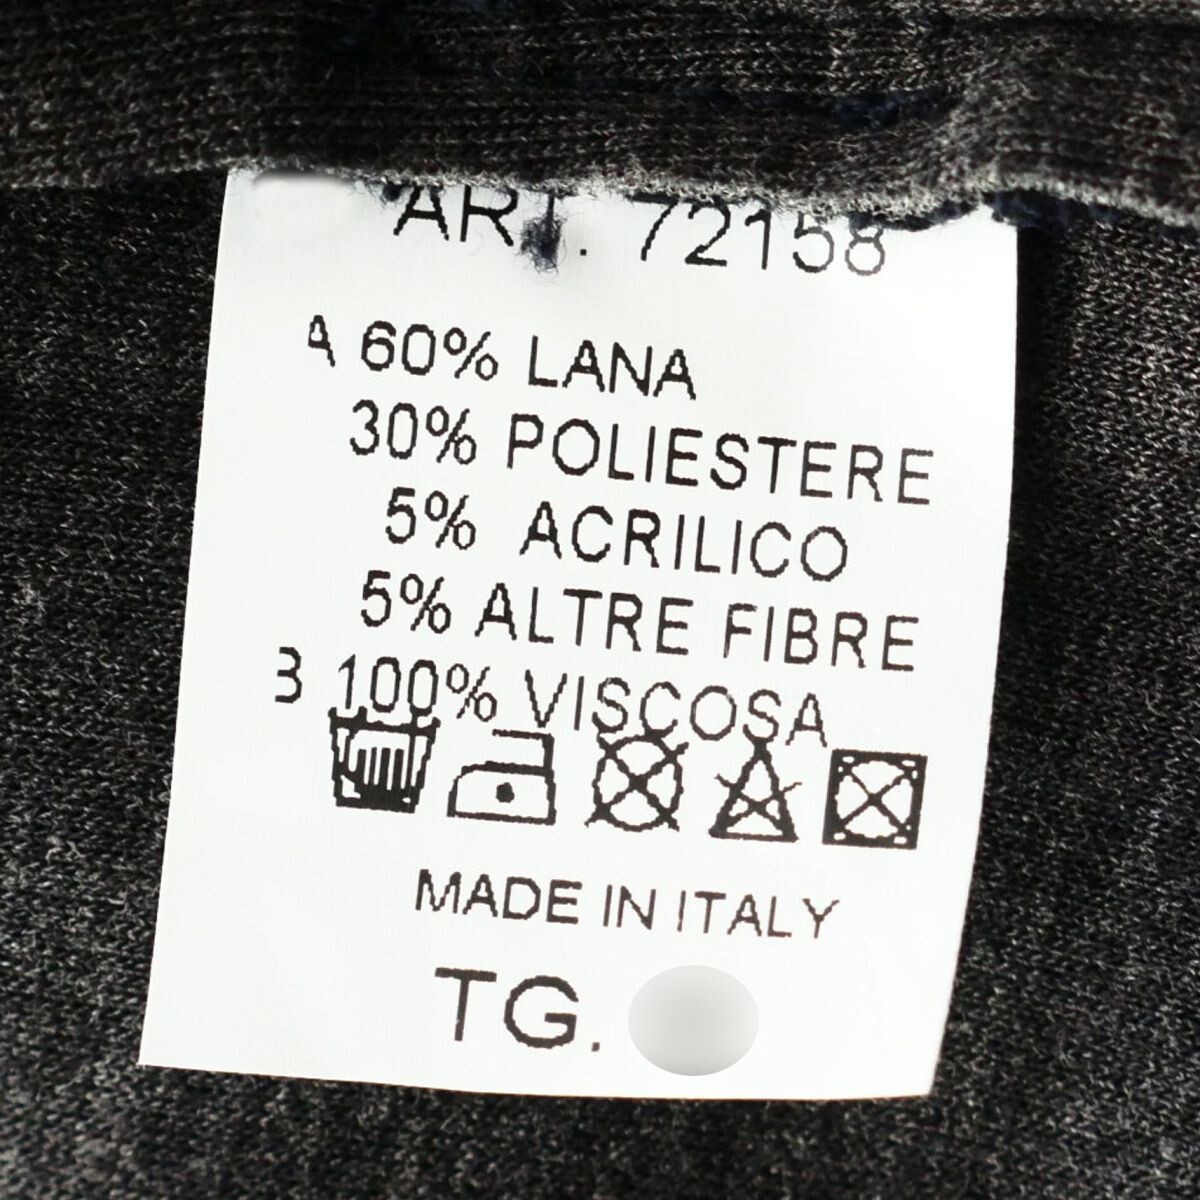 ART. 72158
A 60% LANA
30% POLIESTERE
5% ACRILICO
5% ALTRE FIBRE
B 100% VISCOSA
MADE IN ITALY
TG.